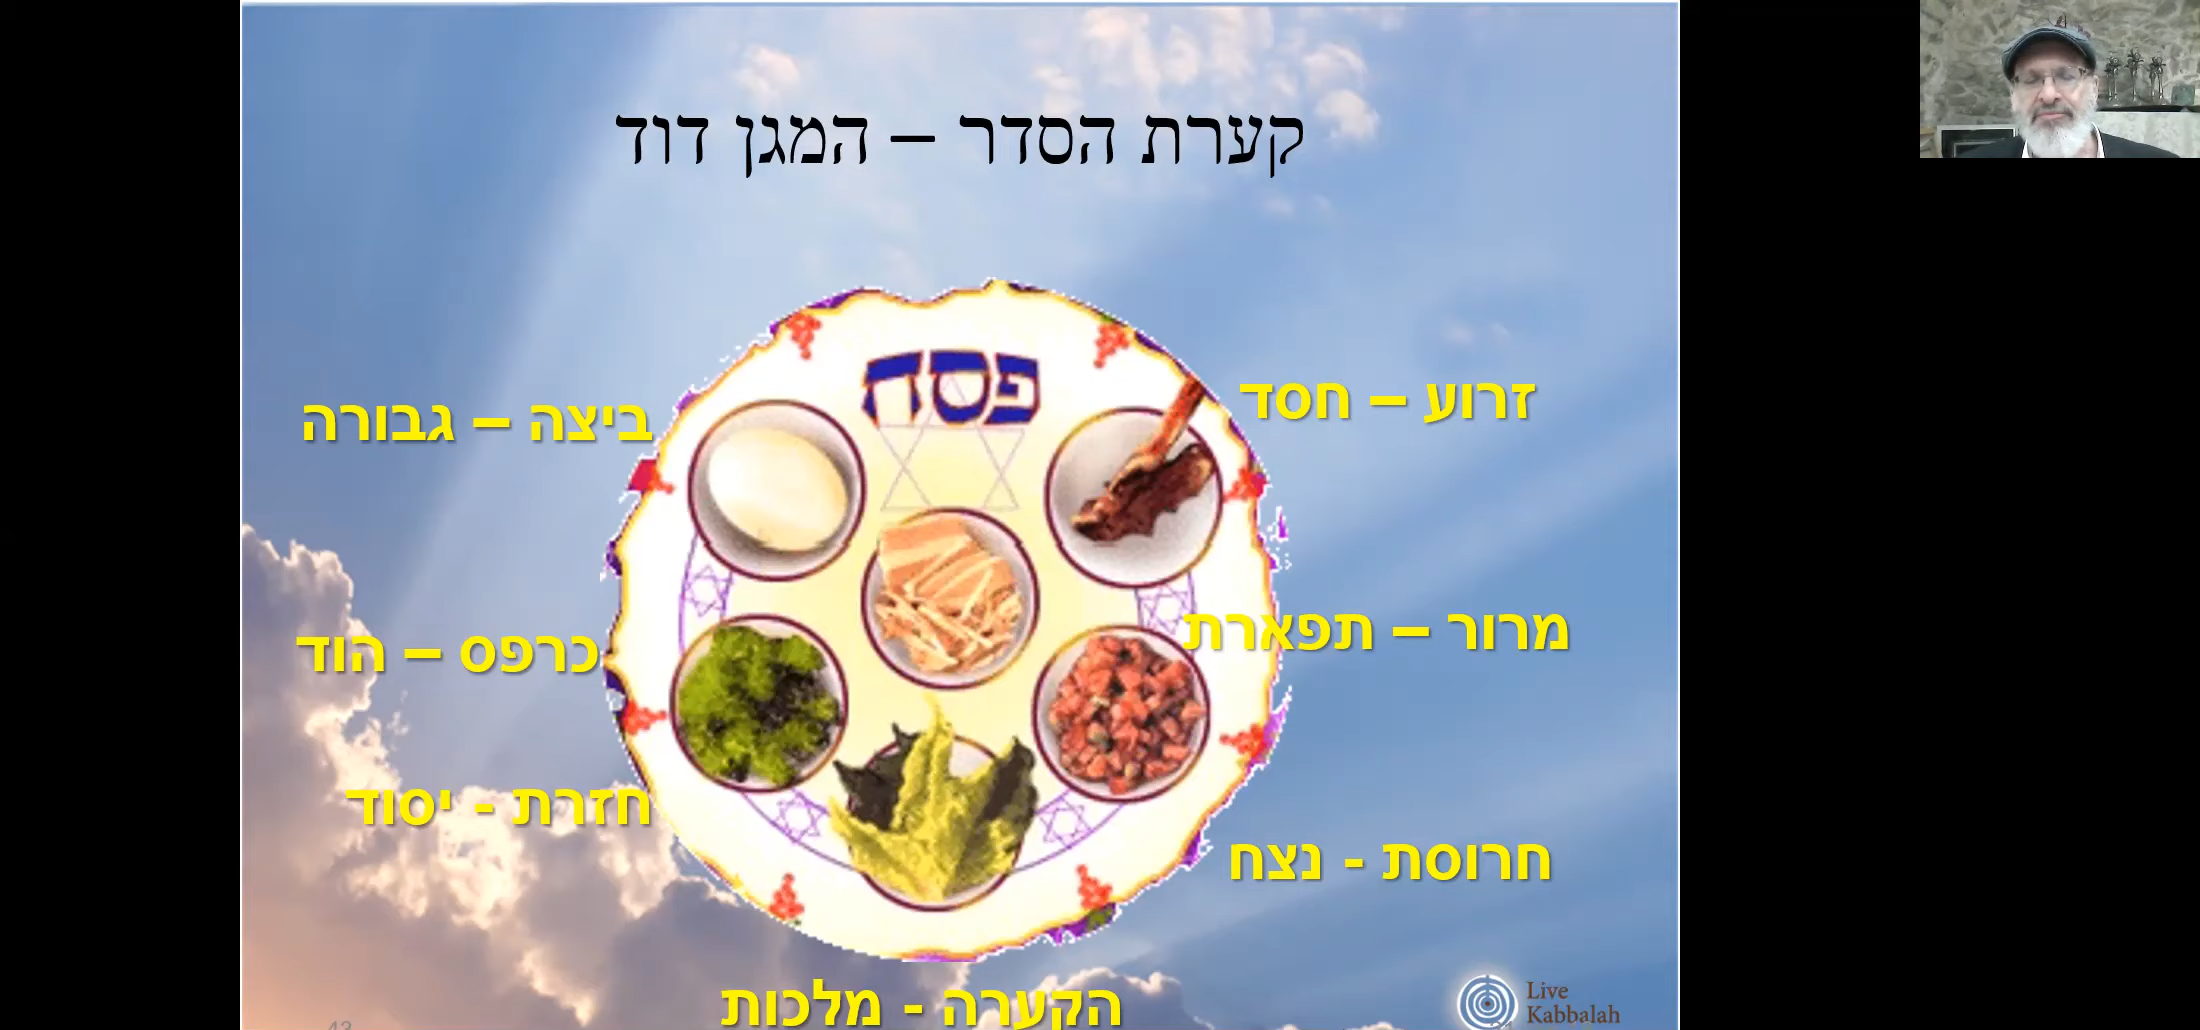 קערת הסדר – המגן דוד
פסח
זרוע – חסד
ביצה – גבורה
מרור – תפארת
כרפס – הוד
חזרת - יסוד
חרוסת - נצח
הקערה - מלכות
Live
Kabbalah